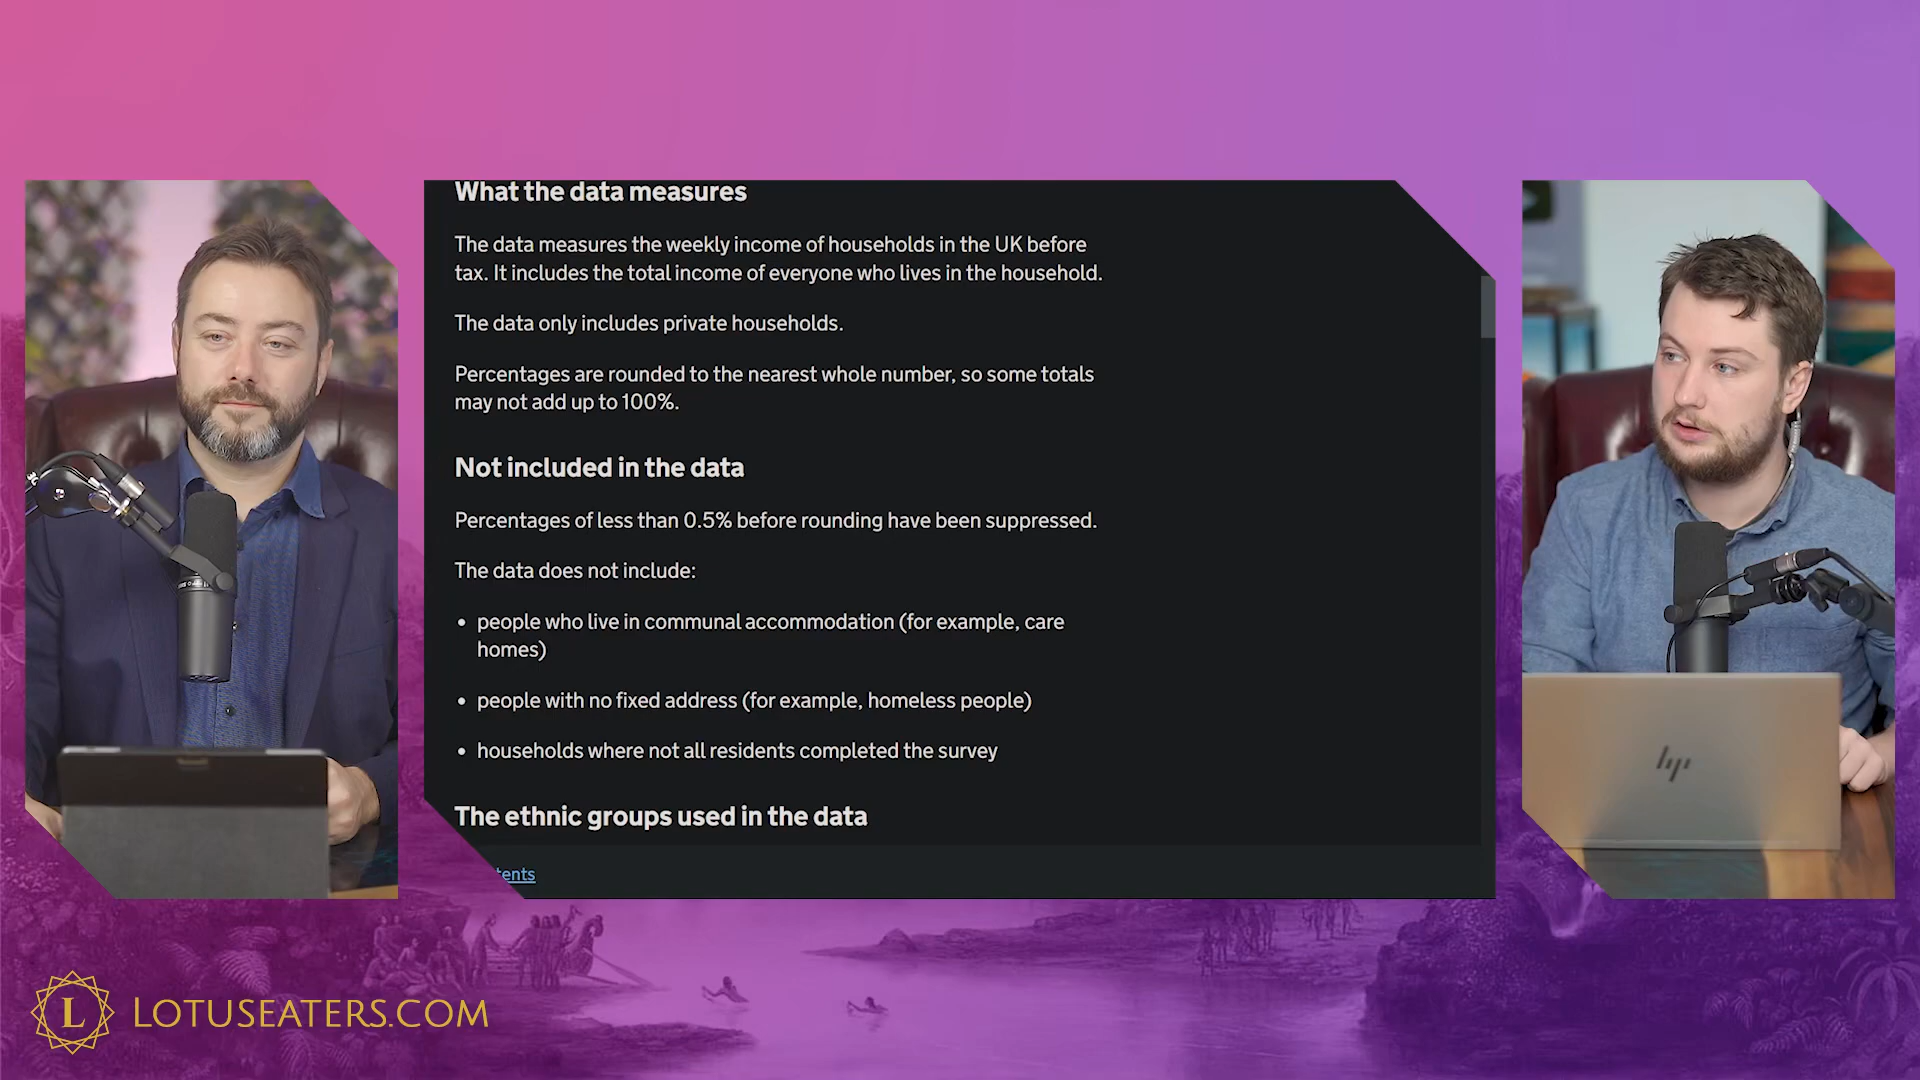 What the data measures
The data measures the weekly income of households in the UK before
tax. It includes the total income of everyone who lives in the household.
The data only includes private households.
Percentages are rounded to the nearest whole number, so some totals
may not add up to 100%.
Not included in the data
Percentages of less than 0.5% before rounding have been suppressed.
The data does not include:
• people who live in communal accommodation (for example, care
homes)
• people with no fixed address (for example, homeless people)
• households where not all residents completed the survey
The ethnic groups used in the data
tents
hp
L LOTUSEATERS.COM